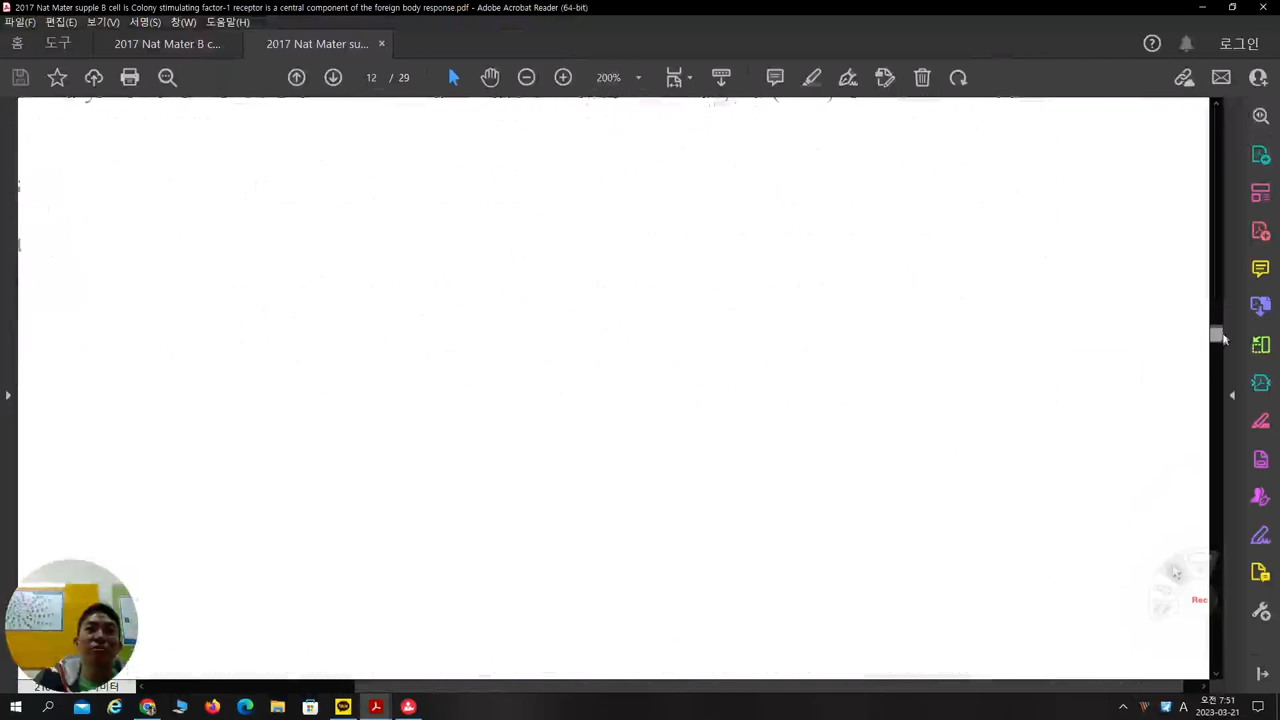 2017 Nat Mater supple B cell is Colony stimulating factor-1 receptor is a central component of the foreign body response.pdf - Adobe Acrobat Reader (64-bit)
파일(F) 편집(E) 보기(V) 서명(S) 창(W) 도움말(H)
홈 도구 2017 Nat Mater B c... 2017 Nat Mater su... 로그인
12 / 29 200%
Rec
오전 7:51
A
2023-03-21